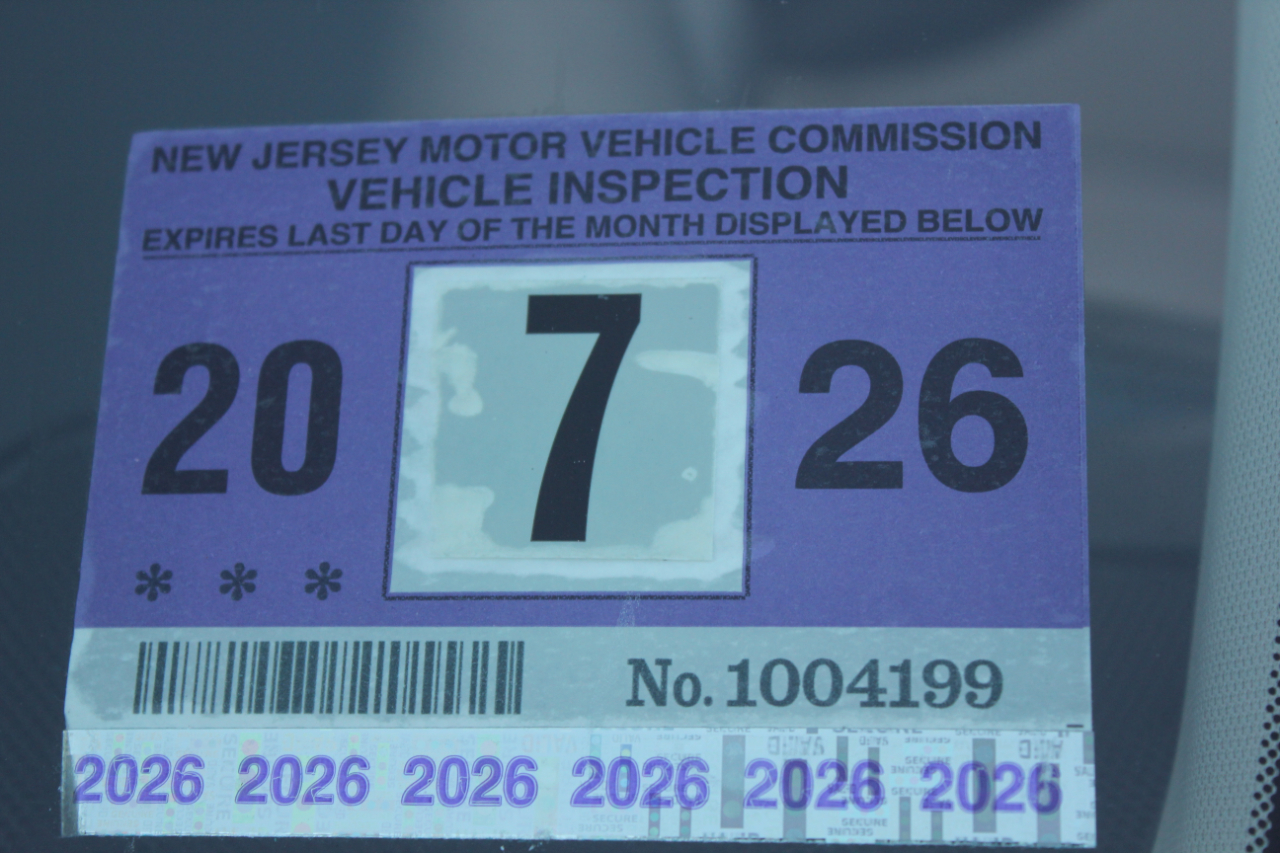 NEW JERSEY MOTOR VEHICLE COMMISSION
VEHICLE INSPECTION
EXPIRES LAST DAY OF THE MONTH DISPLAYED BELOW
20 7 26
* * *
No. 1004199
2026 2026 2026 2026 2026 2026